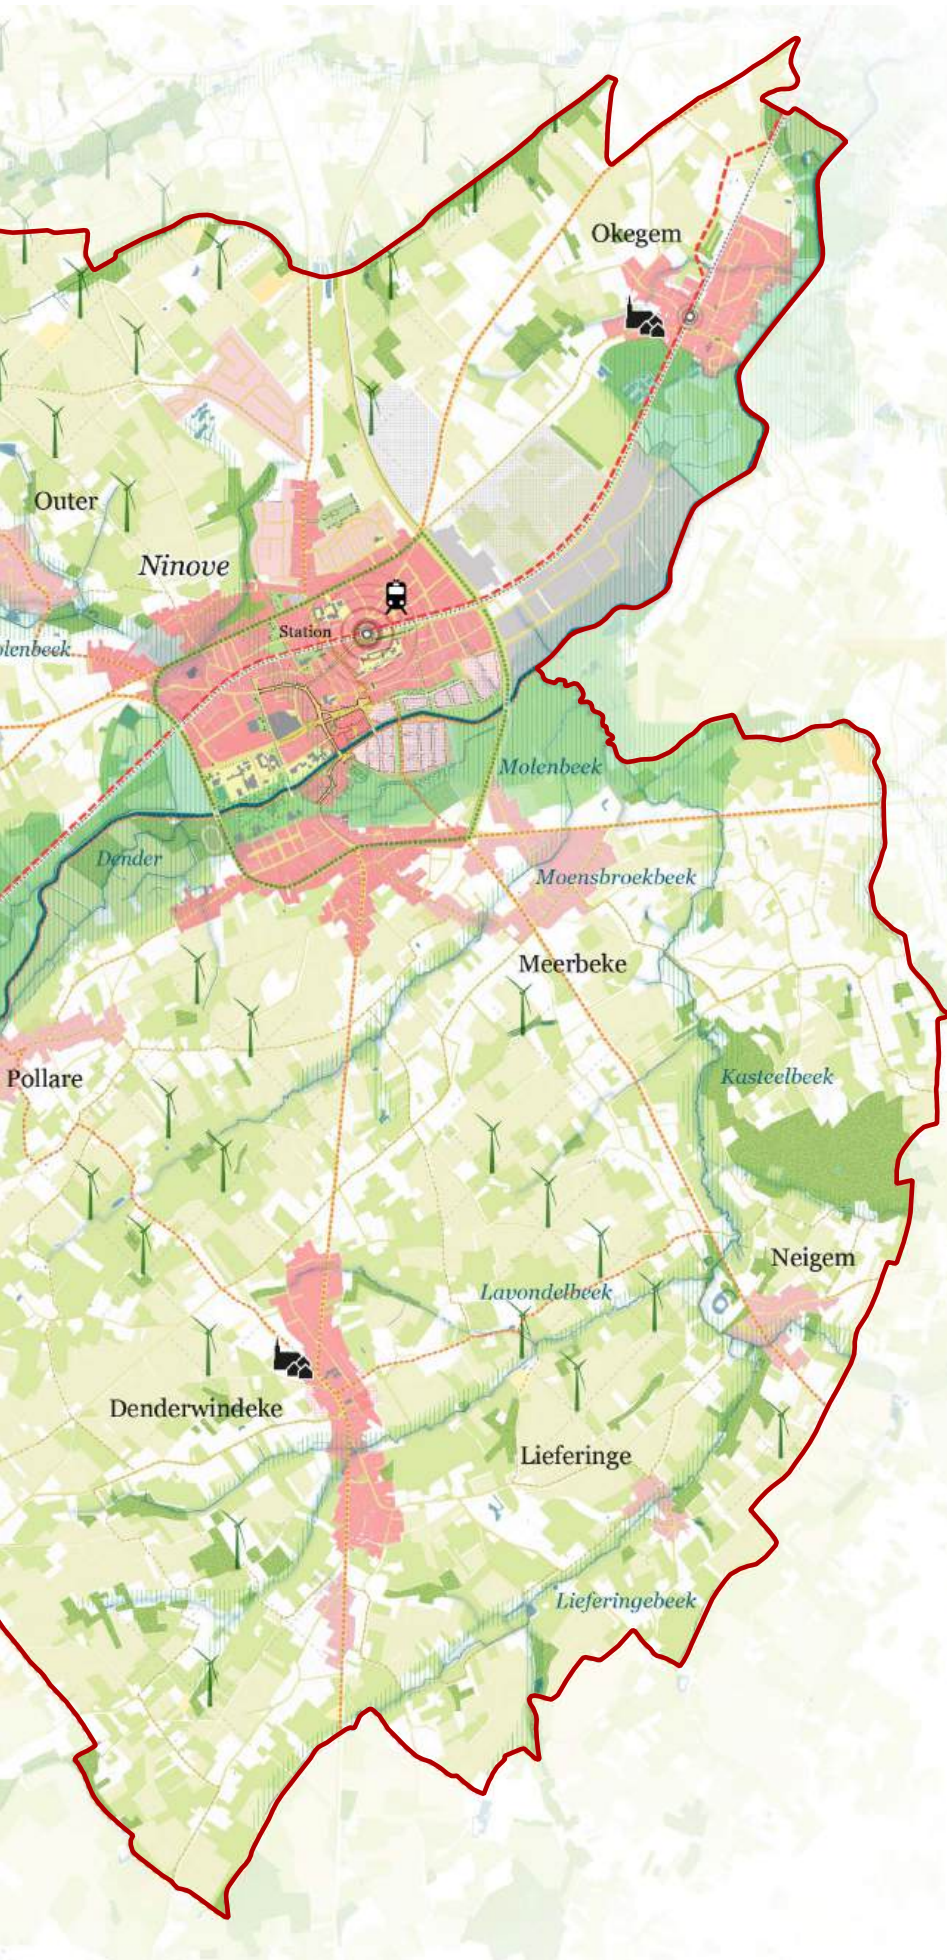 Okegem
Outer
Ninove
Station
olenbeek
Molenbeek
Dender
Moensbroekbeek
Meerbeke
Pollare
Kasteelbeek
Neigem
Lavondelbeek
Denderwindeke
Lieferinge
Lieferingebeek